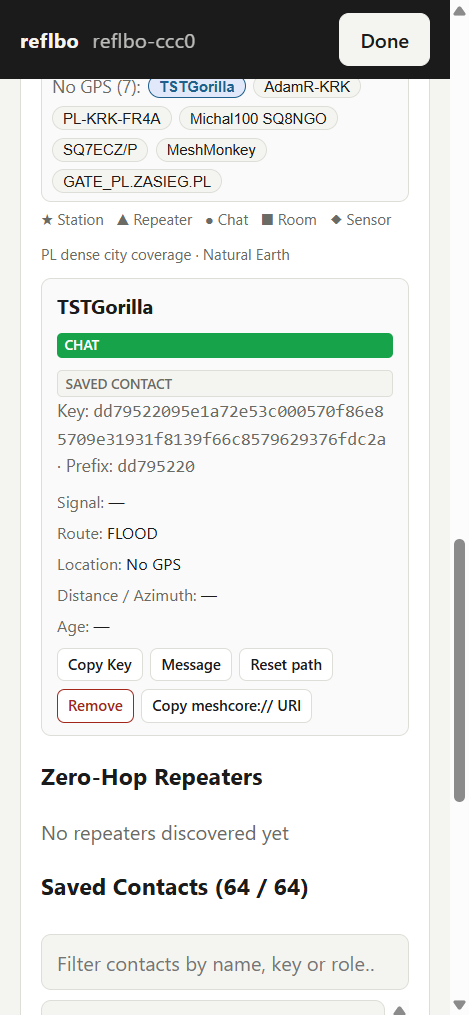 reflbo reflbo-ccc0 Done
No GPS (7): TSTGorilla AdamR-KRK
PL-KRK-FR4A Michal100 SQ8NGO
SQ7ECZ/P MeshMonkey
GATE_PL.ZASIEG.PL
★ Station ▲ Repeater ● Chat ■ Room ◆ Sensor
PL dense city coverage · Natural Earth
TSTGorilla
CHAT
SAVED CONTACT
Key: dd79522095e1a72e53c000570f86e8
5709e31931f8139f66c8579629376fdc2a
· Prefix: dd795220
Signal: —
Route: FLOOD
Location: No GPS
Distance / Azimuth: —
Age: —
Copy Key Message Reset path
Remove Copy meshcore:// URI
Zero-Hop Repeaters
No repeaters discovered yet
Saved Contacts (64 / 64)
Filter contacts by name, key or role..